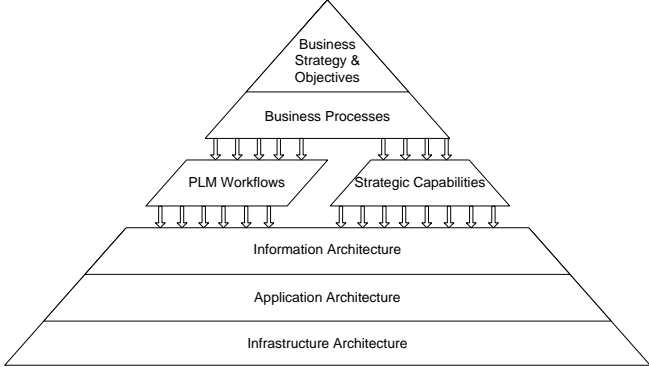 Business
Strategy &
Objectives
Business Processes
PLM Workflows
Strategic Capabilities
Information Architecture
Application Architecture
Infrastructure Architecture